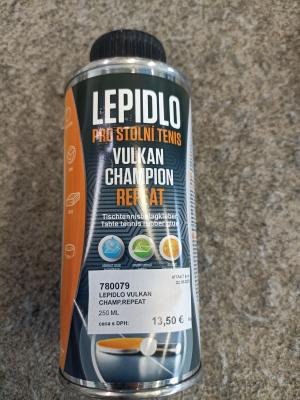 LEPIDLO
PRO STOLNÍ TENIS
VULKAN
CHAMPION
REPEAT
Tischtennisbelagkleber
Table tennis rubber glue
780079
LEPIDLO VULKAN
CHAMP.REPEAT
250 ML
cena s DPH:
13,50 €